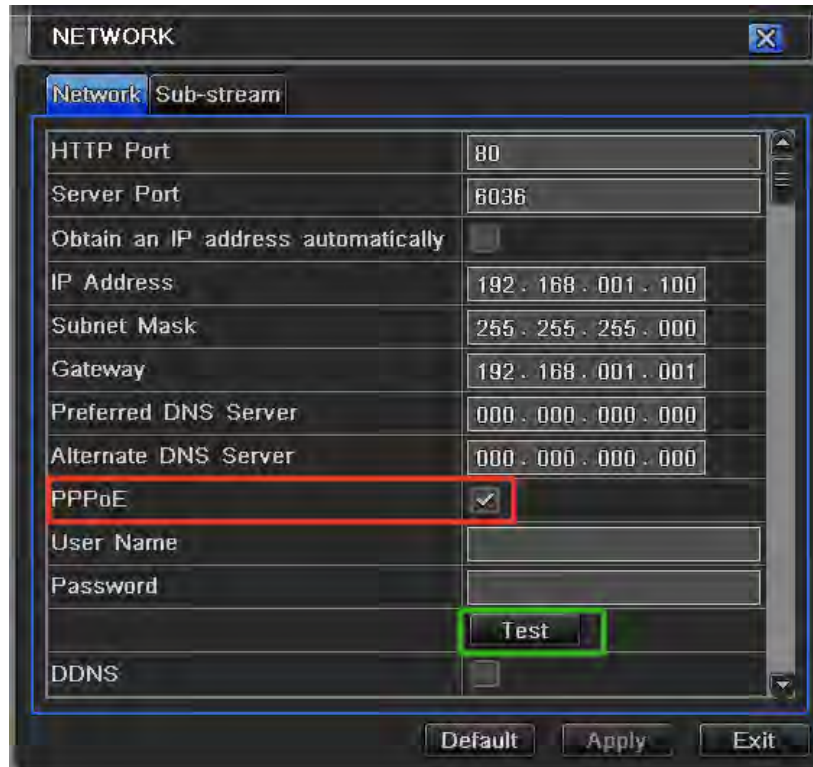 NETWORK
Network Sub-stream
HTTP Port 80
Server Port 6036
Obtain an IP address automatically
IP Address 192 . 168 . 001 . 100
Subnet Mask 255 . 255 . 255 . 000
Gateway 192 . 168 . 001 . 001
Preferred DNS Server 000 . 000 . 000 . 000
Alternate DNS Server 000 . 000 . 000 . 000
PPPoE
User Name
Password
Test
DDNS
Default Apply Exit